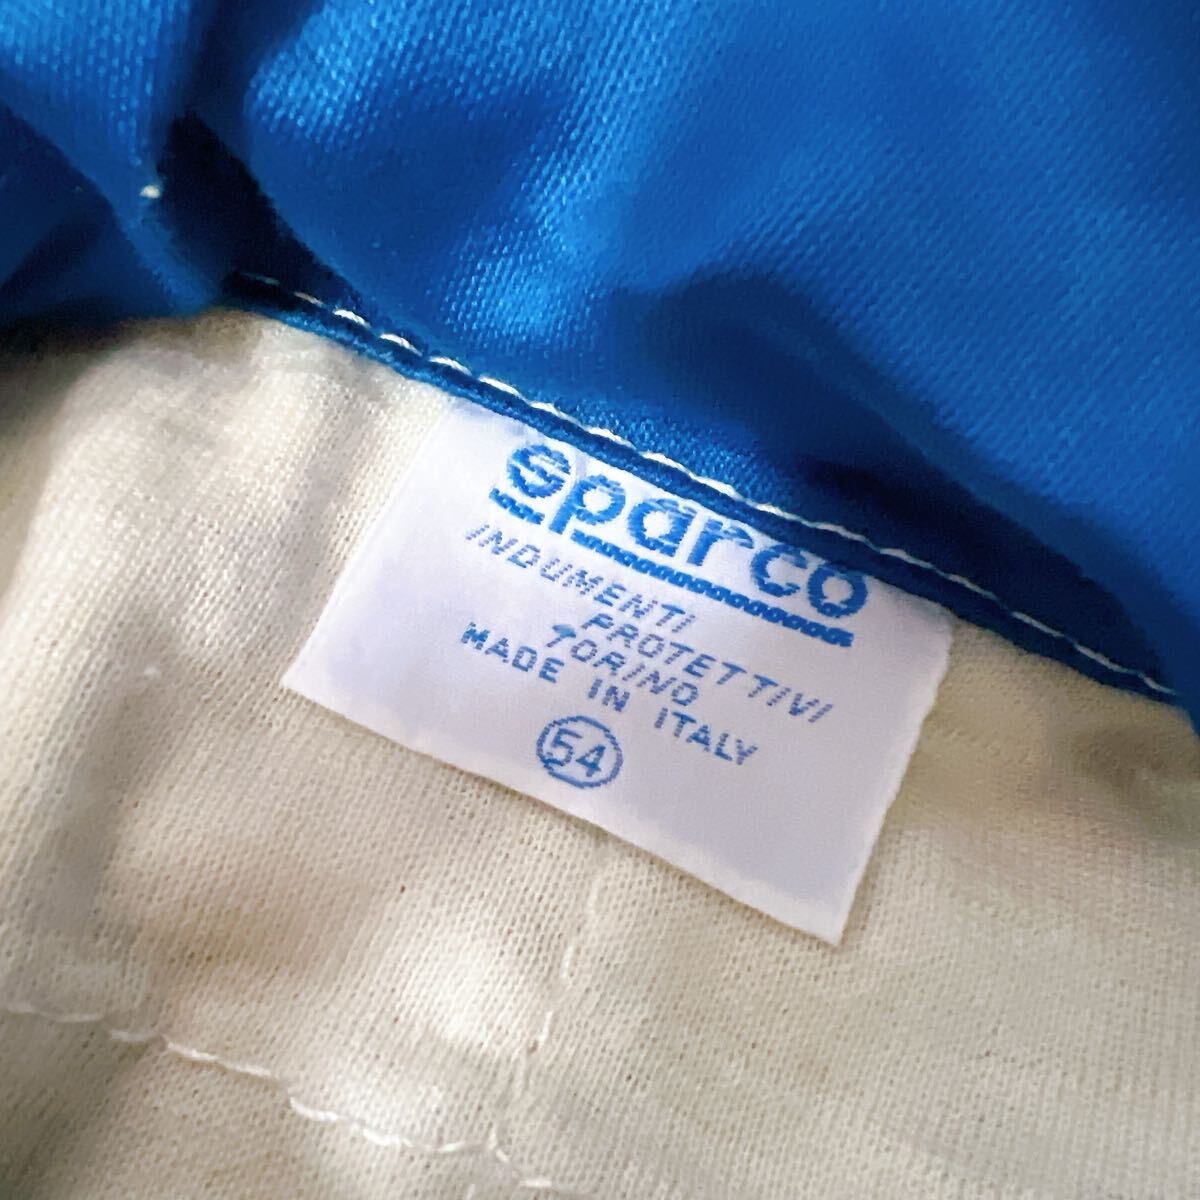 sparco
INDUMENTI
PROTETTIVI
TORINO
MADE IN ITALY
54